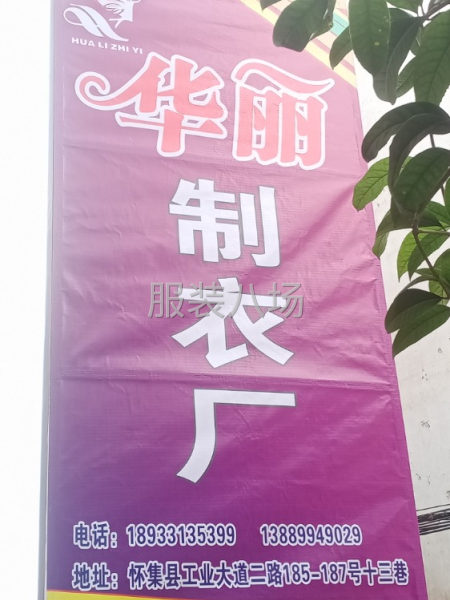 HUA LI ZHI YI
华丽
制衣厂
服装八场
电话：18933135399 13889949029
地址：怀集县工业大道二路185-187号十三巷